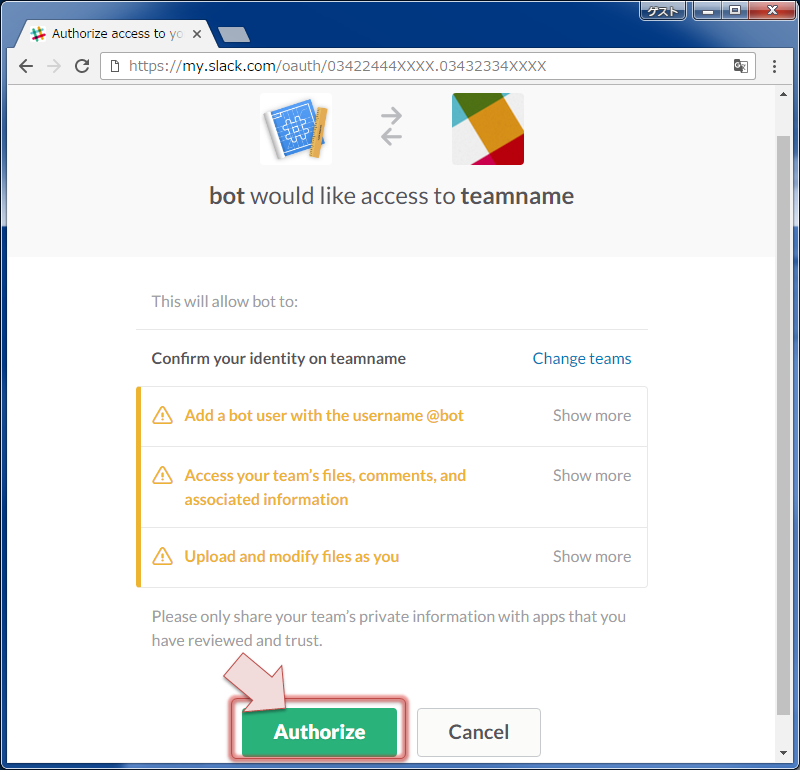 ゲスト
Authorize access to yo
https://my.slack.com/oauth/03422444XXXX.03432334XXXX
bot would like access to teamname
This will allow bot to:
Confirm your identity on teamname
Change teams
Add a bot user with the username @bot
Show more
Access your team's files, comments, and
associated information
Show more
Upload and modify files as you
Show more
Please only share your team's private information with apps that you
have reviewed and trust.
Authorize
Cancel